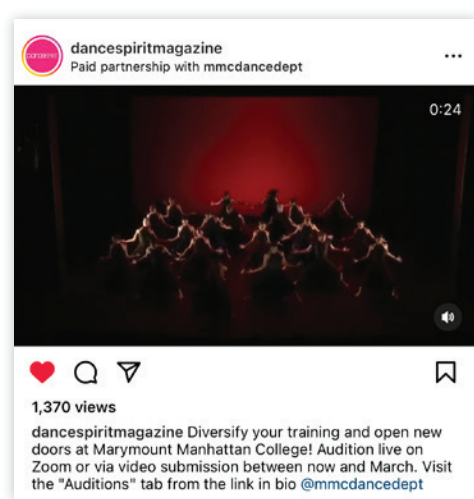 dancespiritmagazine
Paid partnership with mmcdancedept
0:24
1,370 views
dancespiritmagazine Diversify your training and open new
doors at Marymount Manhattan College! Audition live on
Zoom or via video submission between now and March. Visit
the "Auditions" tab from the link in bio @mmcdancedept